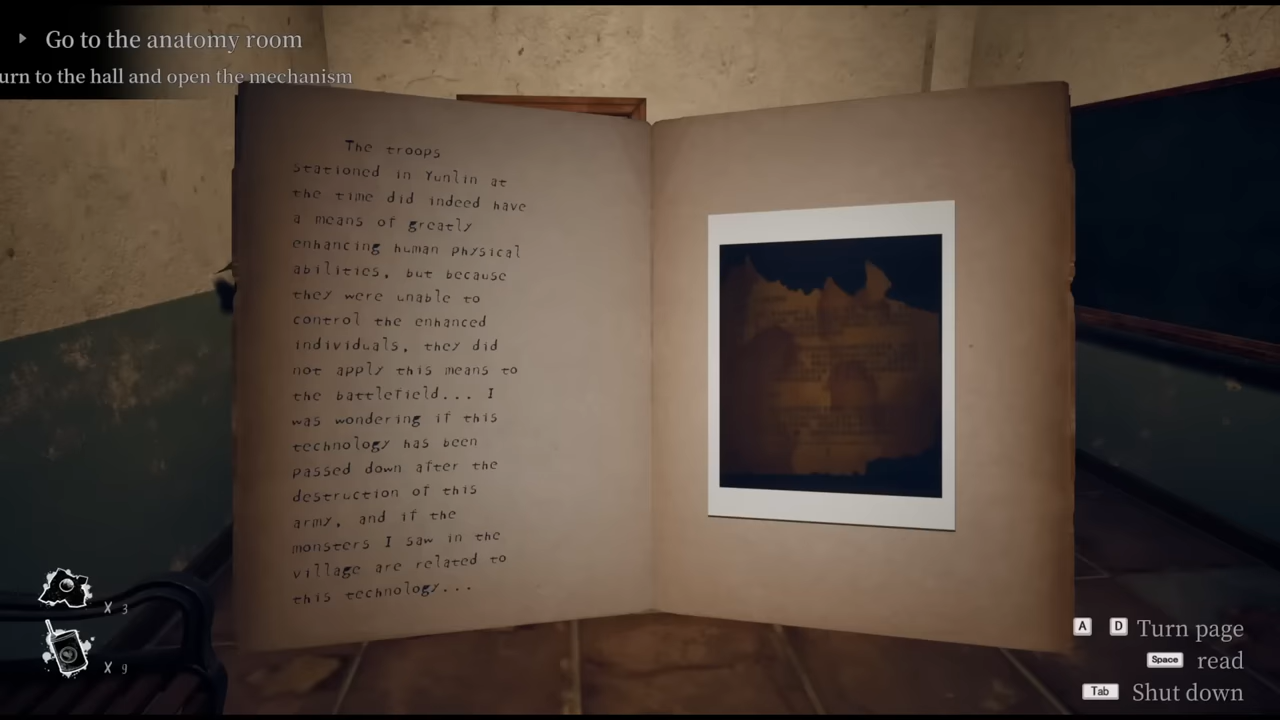 Go to the anatomy room
urn to the hall and open the mechanism
The troops
stationed in Yunlin at
the time did indeed have
a means of greatly
enhancing human physical
abilities, but because
they were unable to
control the enhanced
individuals, they did
not apply this means to
the battlefield... I
was wondering if this
technology has been
passed down after the
destruction of this
army, and if the
monsters I saw in the
village are related to
this technology...
X 3
X 9
A D Turn page
Space read
Tab Shut down